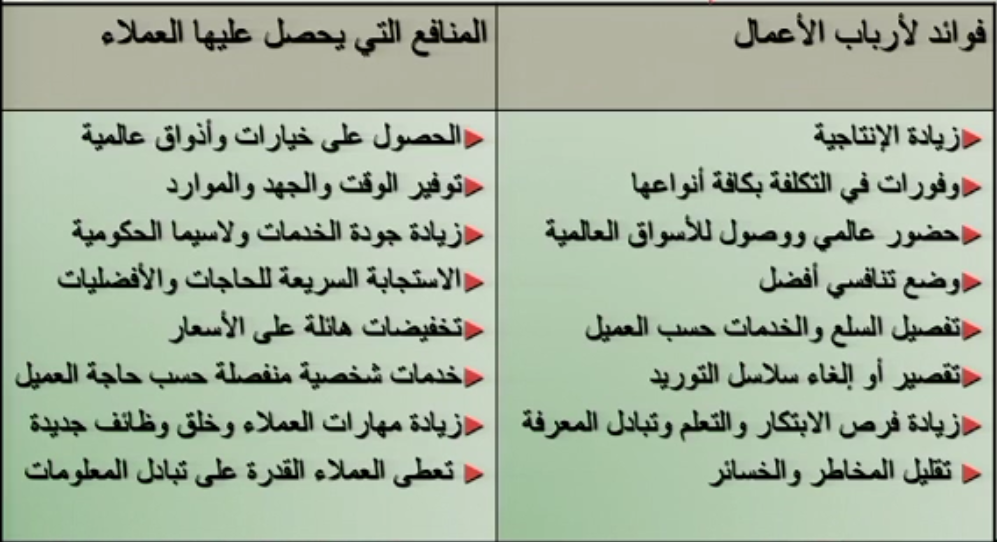 فوائد لأرباب الأعمال
زيادة الإنتاجية
وفورات في التكلفة بكافة أنواعها
حضور عالمي ووصول للأسواق العالمية
وضع تنافسي أفضل
تفصيل السلع والخدمات حسب العميل
تقصير أو إلغاء سلاسل التوريد
زيادة فرص الابتكار والتعلم وتبادل المعرفة
تقليل المخاطر والخسائر
المنافع التي يحصل عليها العملاء
الحصول على خيارات وأذواق عالمية
توفير الوقت والجهد والموارد
زيادة جودة الخدمات ولاسيما الحكومية
الاستجابة السريعة للحاجات والأفضليات
تخفيضات هائلة على الأسعار
خدمات شخصية منفصلة حسب حاجة العميل
زيادة مهارات العملاء وخلق وظائف جديدة
تعطى العملاء القدرة على تبادل المعلومات